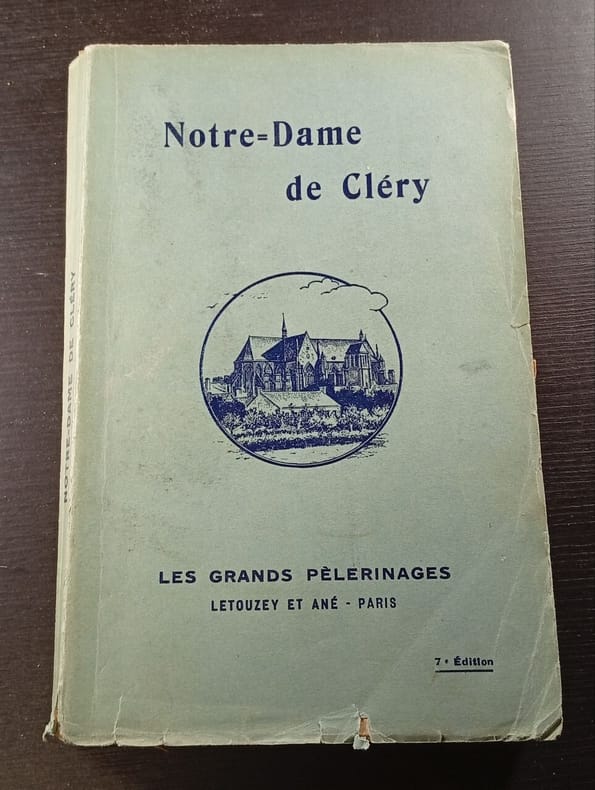 Notre=Dame
de Cléry
LES GRANDS PÈLERINAGES
LETOUZEY ET ANÉ - PARIS
7e Édition
NOTRE-DAME DE CLÉRY